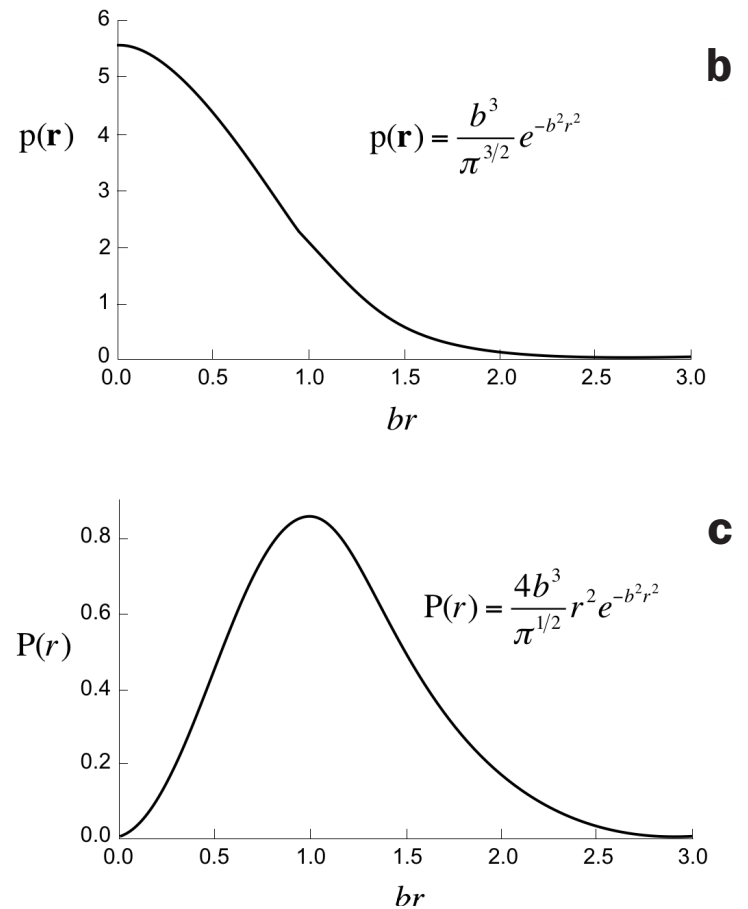 6
b
5
p(𝐫) 4
p(𝐫) = b³/π^{3/2} e^{−b²r²}
3
2
1
0
0.0 0.5 1.0 1.5 2.0 2.5 3.0
br
c
0.8
P(r) = 4b³/π^{1/2} r² e^{−b²r²}
0.6
P(r)
0.4
0.2
0.0
0.0 0.5 1.0 1.5 2.0 2.5 3.0
br